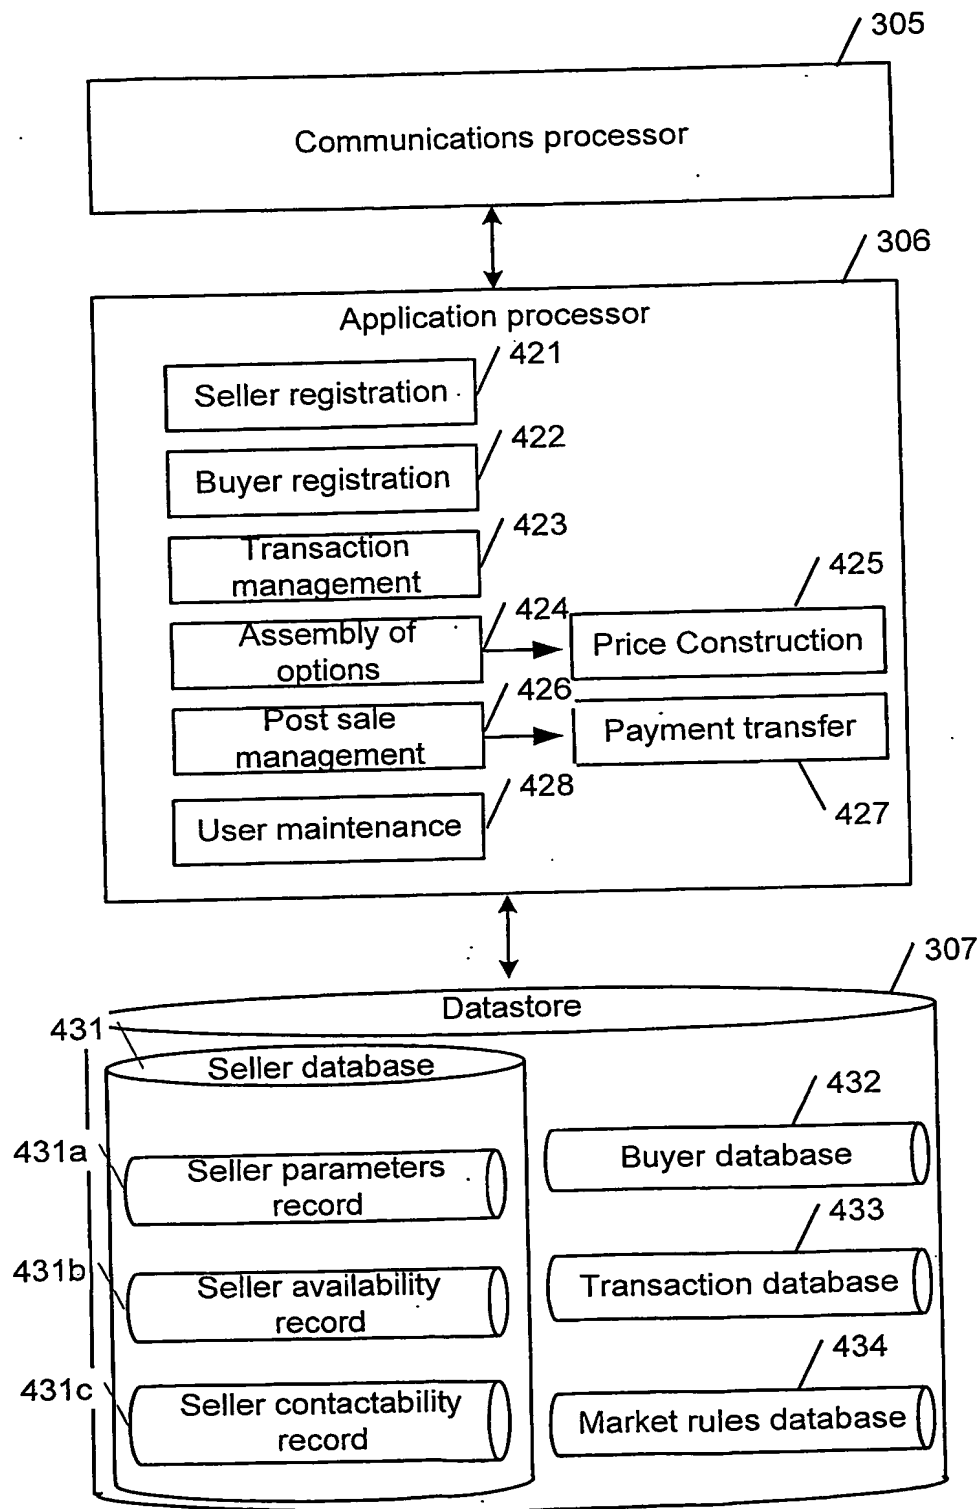 305
Communications processor
306
Application processor
421
Seller registration
422
Buyer registration
423
Transaction
management
425
424
Assembly of
options
Price Construction
426
Post sale
management
Payment transfer
428
427
User maintenance
307
Datastore
431
Seller database
432
431a
Seller parameters
record
Buyer database
433
431b
Seller availability
record
Transaction database
434
431c
Seller contactability
record
Market rules database